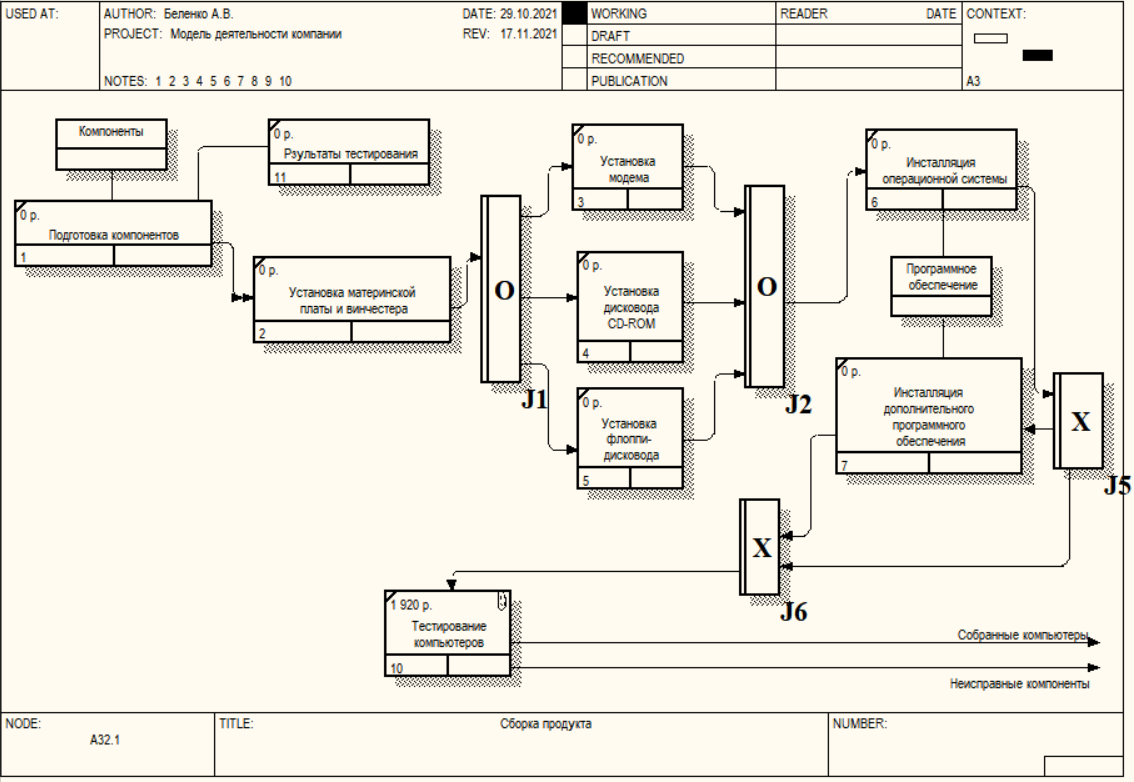 USED AT:
AUTHOR: Беленко А.В.
DATE: 29.10.2021
PROJECT: Модель деятельности компании
REV: 17.11.2021
NOTES: 1 2 3 4 5 6 7 8 9 10
WORKING
DRAFT
RECOMMENDED
PUBLICATION
READER
DATE
CONTEXT:
A3
Компоненты
0 р.
Рзультаты тестирования
11
0 р.
Подготовка компонентов
1
0 р.
Установка материнской
платы и винчестера
2
O
J1
0 р.
Установка
модема
3
0 р.
Установка
дисковода
CD-ROM
4
0 р.
Установка
флоппи-
дисковода
5
O
J2
0 р.
Инсталляция
операционной системы
6
Программное
обеспечение
0 р.
Инсталляция
дополнительного
программного
обеспечения
7
X
J5
X
J6
1 920 р.
Тестирование
компьютеров
10
Собранные компьютеры
Неисправные компоненты
NODE:
A32.1
TITLE:
Сборка продукта
NUMBER: